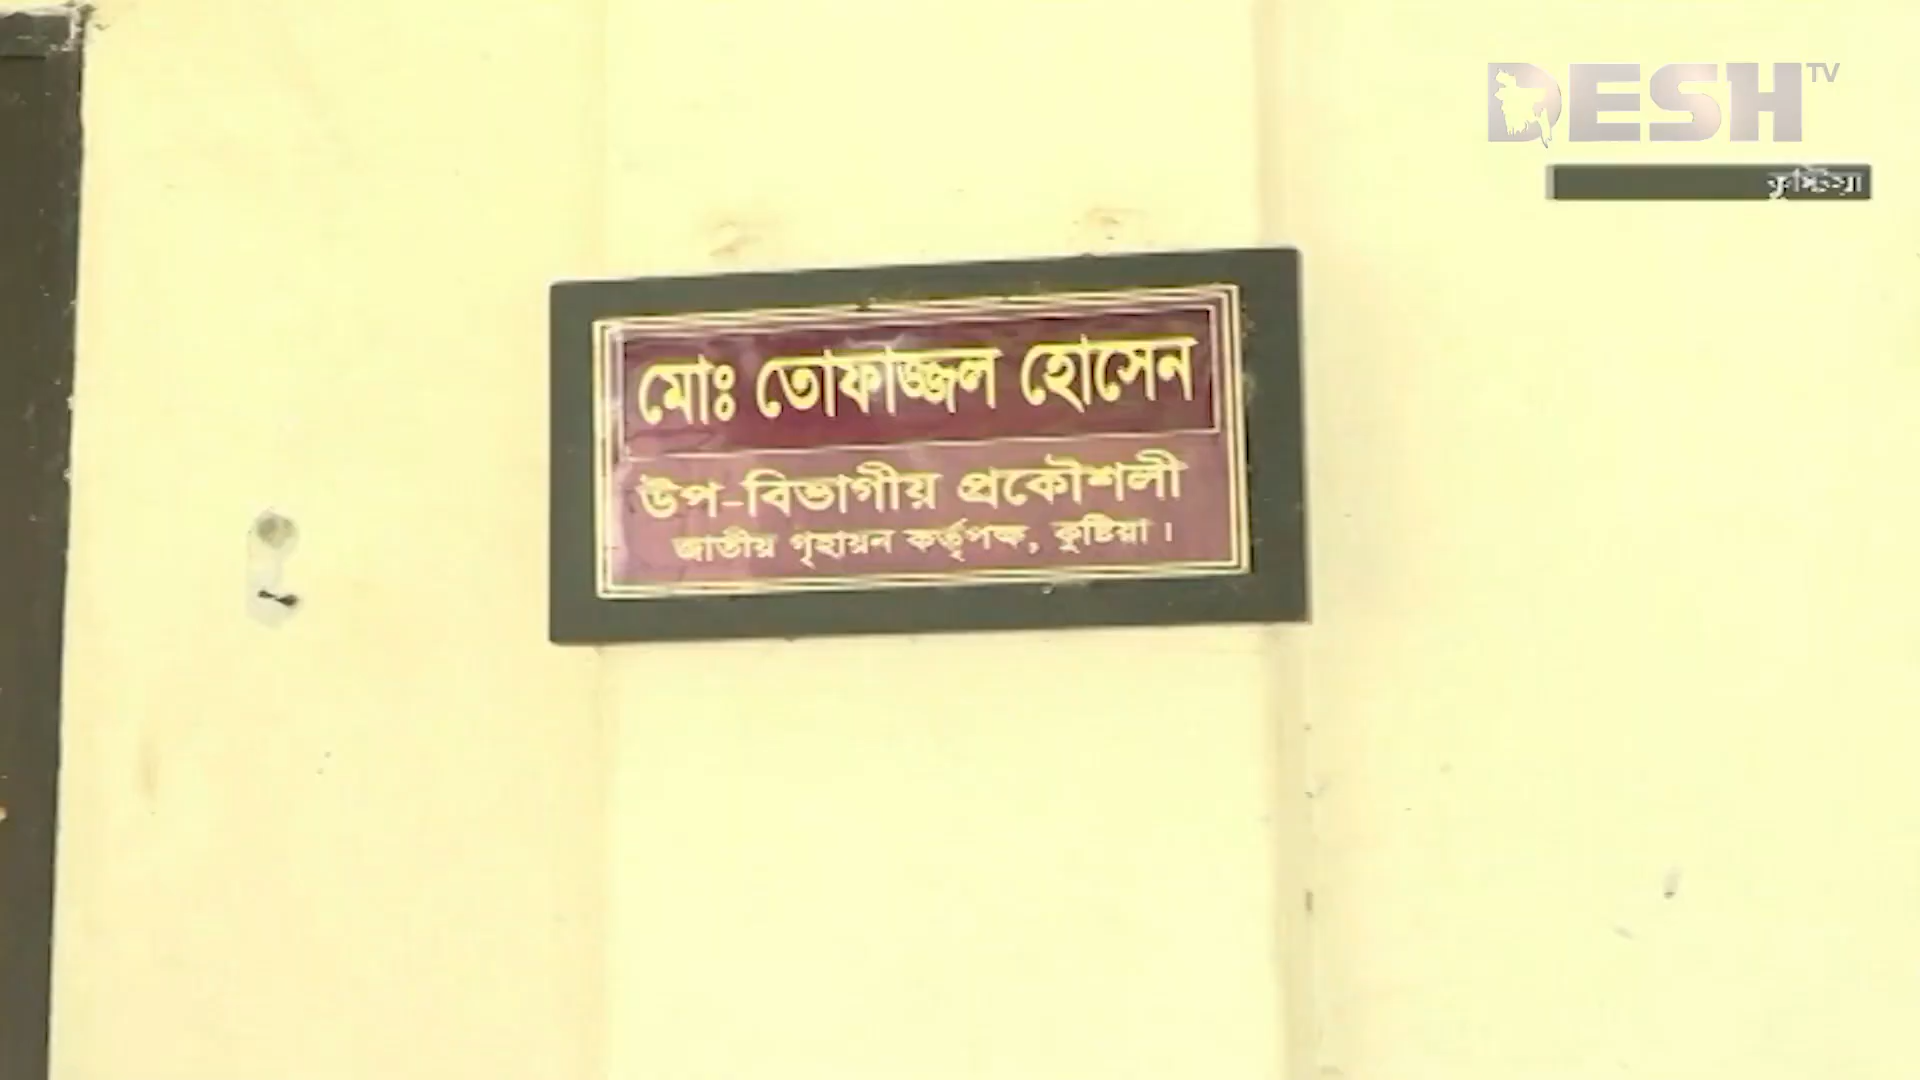 DESH TV
কুষ্টিয়া
মোঃ তোফাজ্জল হোসেন
উপ-বিভাগীয় প্রকৌশলী
জাতীয় গৃহায়ন কর্তৃপক্ষ, কুষ্টিয়া।